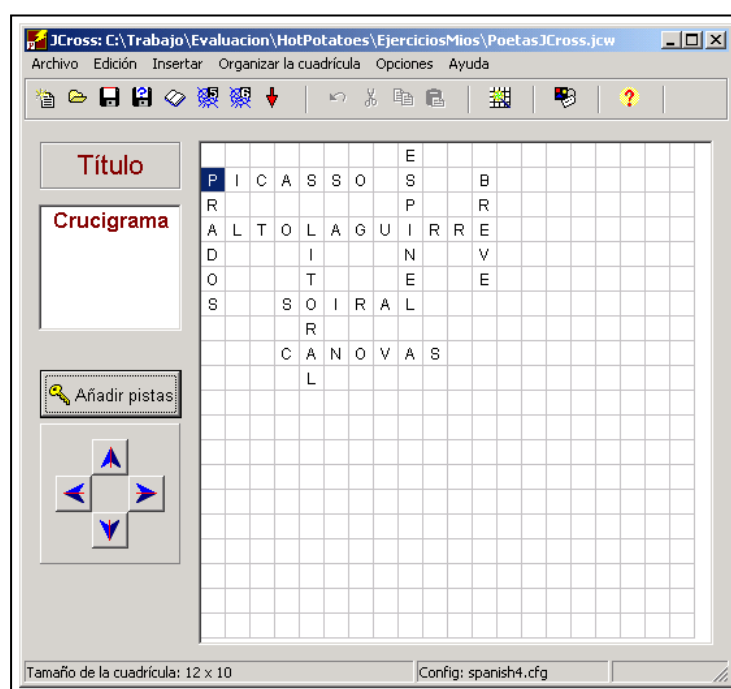 JCross: C:\Trabajo\Evaluacion\HotPotatoes\EjerciciosMios\PoetasJCross.jcw
Archivo Edición Insertar Organizar la cuadrícula Opciones Ayuda
Título
Crucigrama
Añadir pistas
E
P I C A S S O S B
R P R
A L T O L A G U I R R E
D I N V
O T E E
S S O I R A L
R
C A N O V A S
L
Tamaño de la cuadrícula: 12 x 10
Config: spanish4.cfg